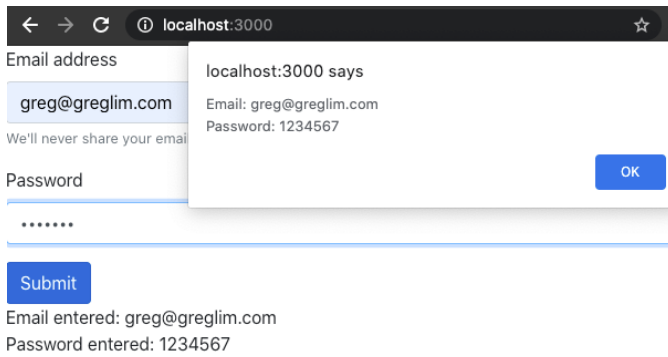 localhost:3000
Email address
localhost:3000 says
greg@greglim.com
Email: greg@greglim.com
Password: 1234567
We'll never share your emai
OK
Password
•••••••
Submit
Email entered: greg@greglim.com
Password entered: 1234567